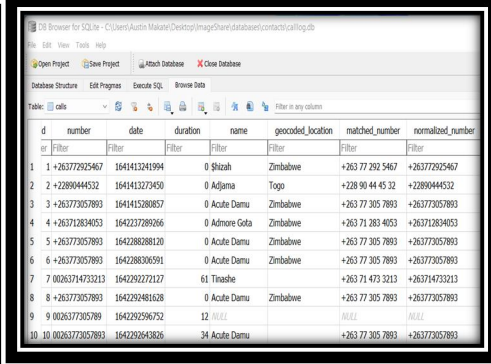 DB Browser for SQLite - C:\Users\Austin Makate\Desktop\ImageShare\databases\contacts\calllog.db
File Edit View Tools Help
Open Project Save Project Attach Database Close Database
Database Structure Edit Pragmas Execute SQL Browse Data
Table: calls Filter in any column
d number date duration name geocoded_location matched_number normalized_number
er Filter Filter Filter Filter Filter Filter Filter
1 1 +263772925467 1641413241994 0 $hizah Zimbabwe +263 77 292 5467 +263772925467
2 2 +22890444532 1641413273450 0 Adjama Togo +228 90 44 45 32 +22890444532
3 3 +263773057893 1641415280857 0 Acute Damu Zimbabwe +263 77 305 7893 +263773057893
4 4 +263712834053 1642237289266 0 Admore Gota Zimbabwe +263 71 283 4053 +263712834053
5 5 +263773057893 1642288288120 0 Acute Damu Zimbabwe +263 77 305 7893 +263773057893
6 6 +263773057893 1642288306591 0 Acute Damu Zimbabwe +263 77 305 7893 +263773057893
7 7 00263714733213 1642292272127 61 Tinashe +263 71 473 3213 +263714733213
8 8 +263773057893 1642292481628 0 Acute Damu Zimbabwe +263 77 305 7893 +263773057893
9 9 0026377305789 1642292596752 12 NULL NULL NULL
10 10 00263773057893 1642292643826 34 Acute Damu +263 77 305 7893 +263773057893